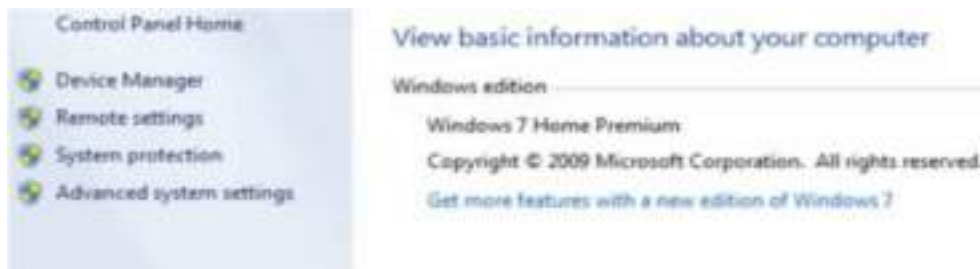 Control Panel Home
Device Manager
Remote settings
System protection
Advanced system settings
View basic information about your computer
Windows edition
Windows 7 Home Premium
Copyright © 2009 Microsoft Corporation. All rights reserved.
Get more features with a new edition of Windows 7